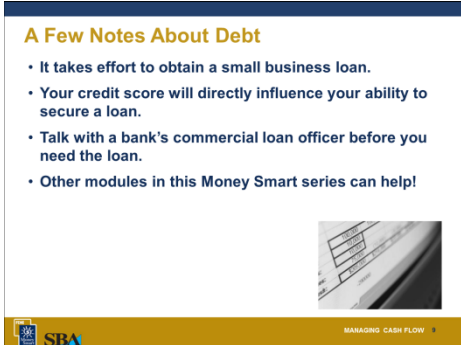 A Few Notes About Debt
• It takes effort to obtain a small business loan.
• Your credit score will directly influence your ability to
secure a loan.
• Talk with a bank's commercial loan officer before you
need the loan.
• Other modules in this Money Smart series can help!
SBA
MANAGING CASH FLOW 8